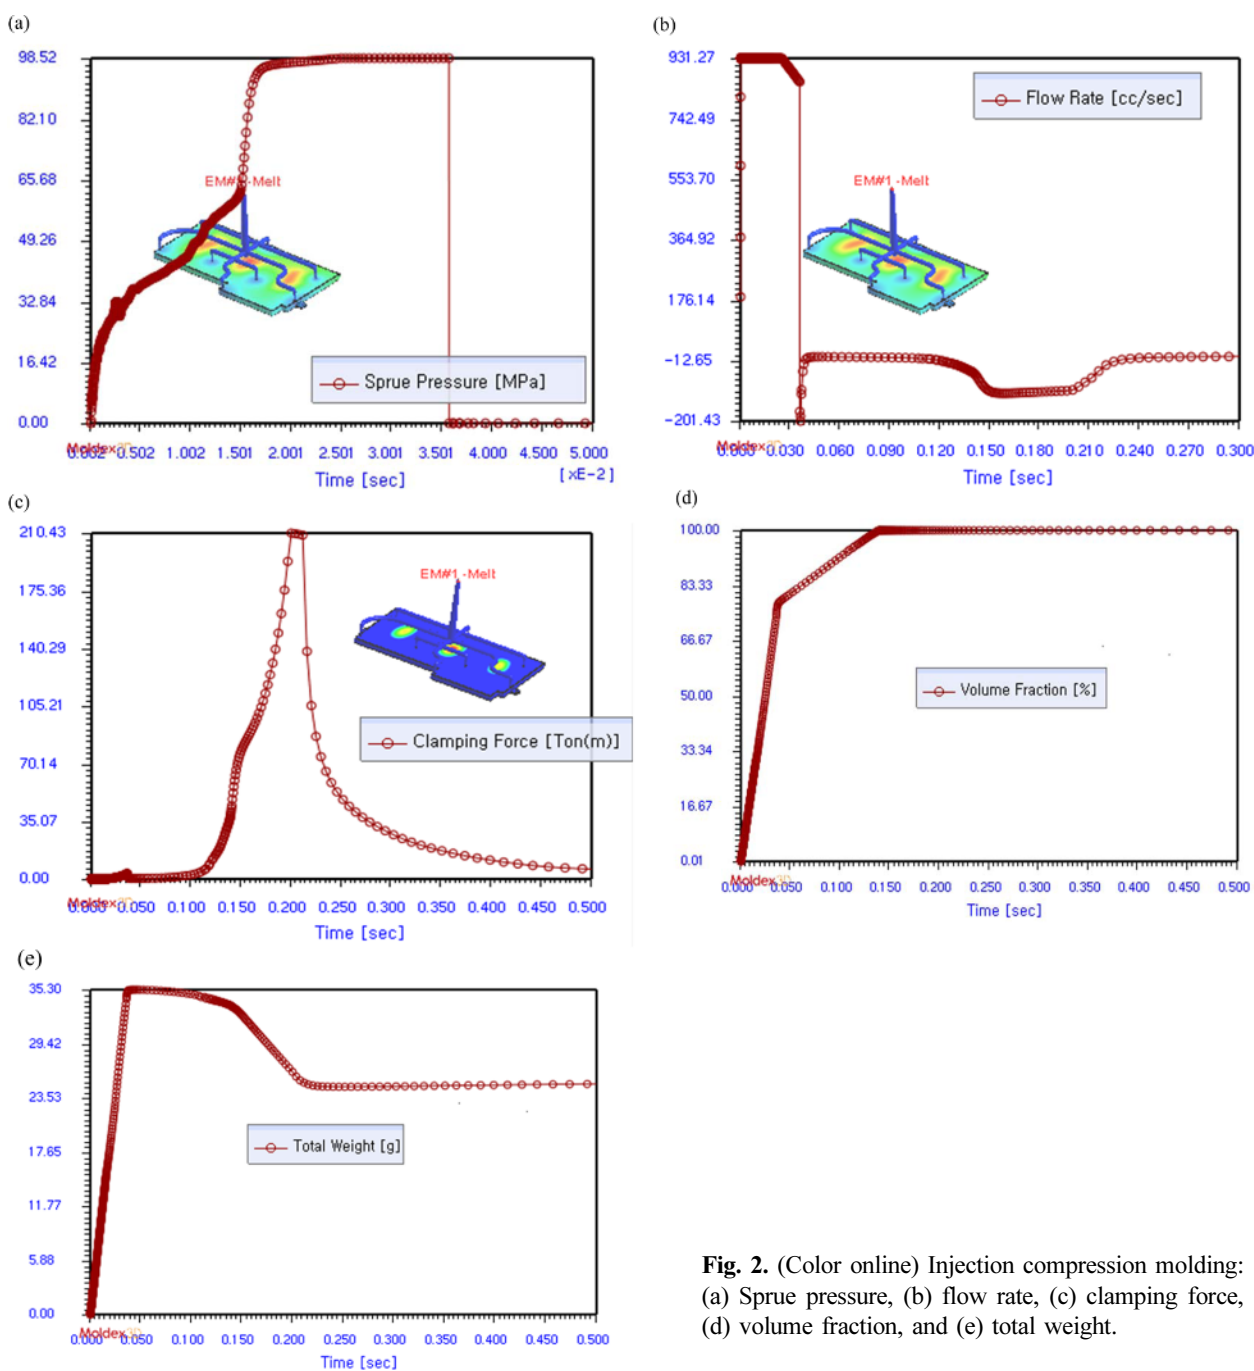 (a)
98.52
82.10
65.68
49.26
32.84
16.42
0.00
EM#1 -Melt
Sprue Pressure [MPa]
Moldex3D
0.002 0.502 1.002 1.501 2.001 2.501 3.001 3.501 4.000 4.500 5.000
Time [sec]
[ xE-2 ]
(b)
931.27
742.49
553.70
364.92
176.14
-12.65
-201.43
Flow Rate [cc/sec]
EM#1 -Melt
Moldex3D
0.000 0.030 0.060 0.090 0.120 0.150 0.180 0.210 0.240 0.270 0.300
Time [sec]
(c)
210.43
175.36
140.29
105.21
70.14
35.07
0.00
EM#1 -Melt
Clamping Force [Ton(m)]
Moldex3D
0.000 0.050 0.100 0.150 0.200 0.250 0.300 0.350 0.400 0.450 0.500
Time [sec]
(d)
100.00
83.33
66.67
50.00
33.34
16.67
0.01
Volume Fraction [%]
Moldex3D
0.000 0.050 0.100 0.150 0.200 0.250 0.300 0.350 0.400 0.450 0.500
Time [sec]
(e)
35.30
29.42
23.53
17.65
11.77
5.88
0.00
Total Weight [g]
Moldex3D
0.000 0.050 0.100 0.150 0.200 0.250 0.300 0.350 0.400 0.450 0.500
Time [sec]
Fig. 2. (Color online) Injection compression molding:
(a) Sprue pressure, (b) flow rate, (c) clamping force,
(d) volume fraction, and (e) total weight.